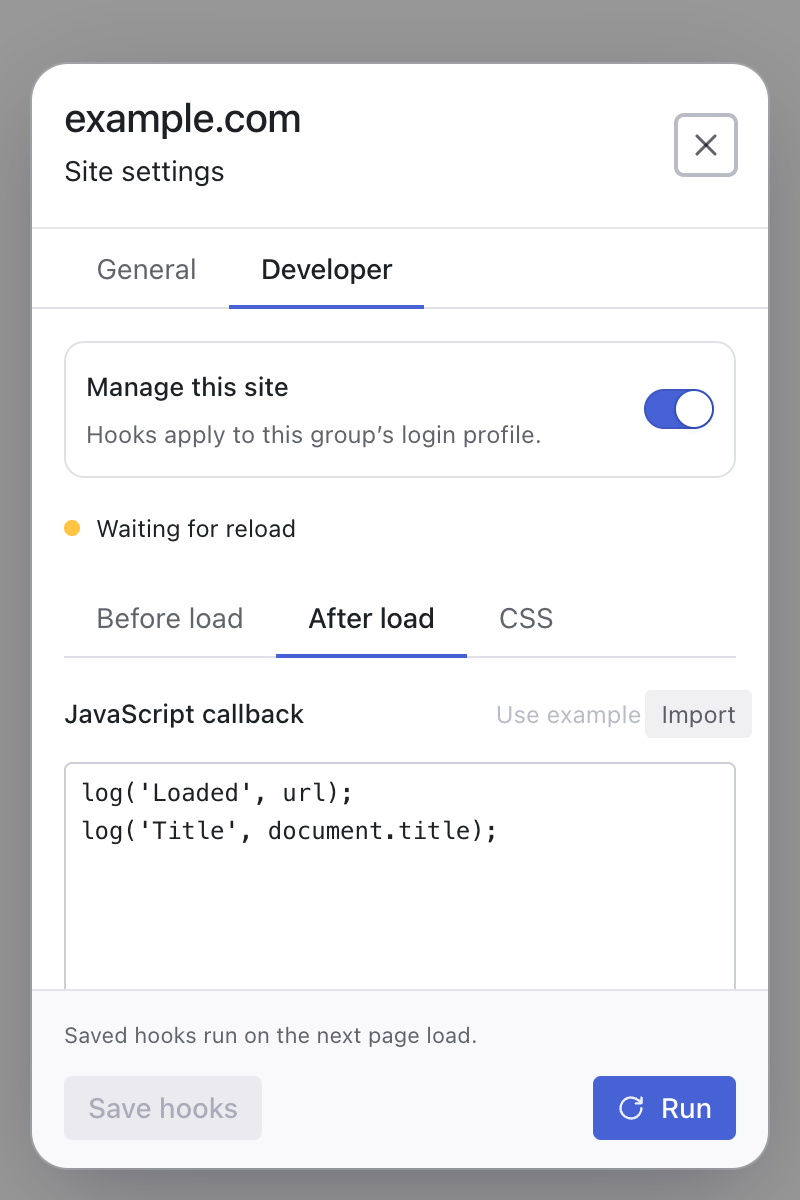 example.com
Site settings
General Developer
Manage this site
Hooks apply to this group’s login profile.
Waiting for reload
Before load After load CSS
JavaScript callback Use example Import
log('Loaded', url);
log('Title', document.title);
Saved hooks run on the next page load.
Save hooks Run